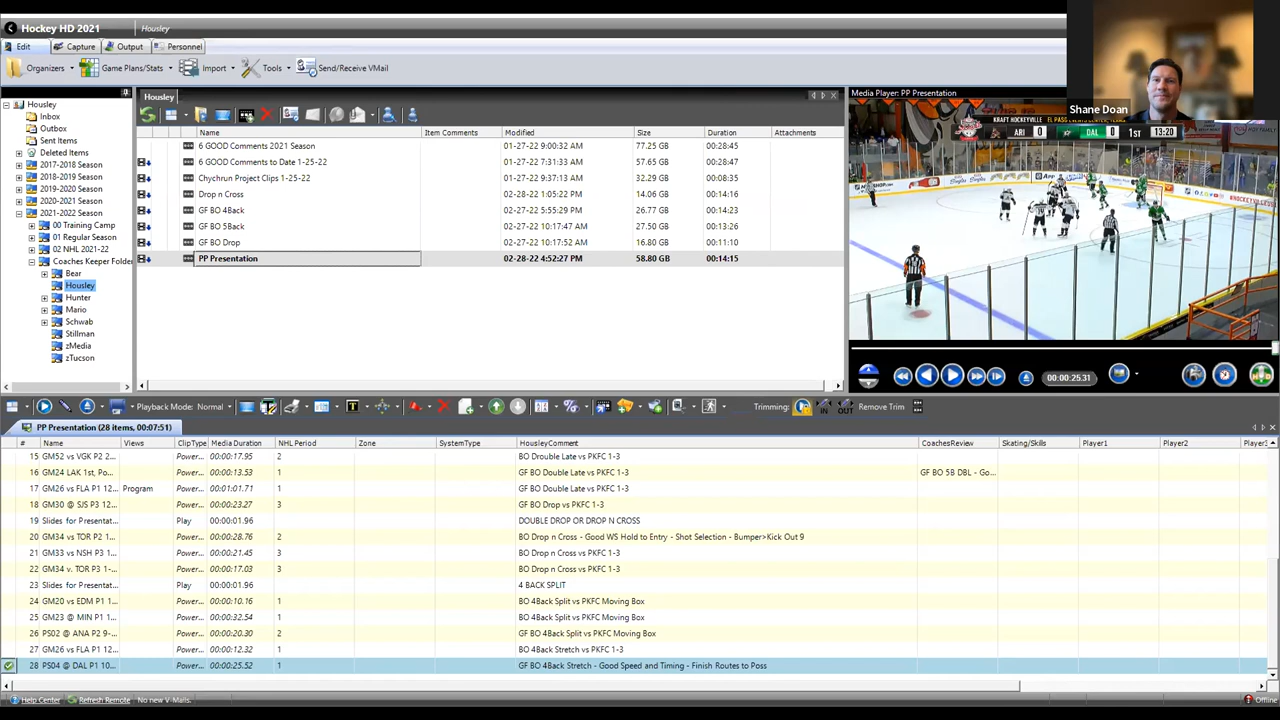 Hockey HD 2021 Housley
Edit Capture Output Personnel
Organizers Game Plans/Stats Import Tools Send/Receive VMail
Shane Doan
Housley
Inbox
Outbox
Sent Items
Deleted Items
2017-2018 Season
2018-2019 Season
2019-2020 Season
2020-2021 Season
2021-2022 Season
00 Training Camp
01 Regular Season
02 NHL 2021-22
Coaches Keeper Folder
Bear
Housley
Hunter
Mario
Schwab
Stillman
zMedia
zTucson
Housley
Name Item Comments Modified Size Duration Attachments
6 GOOD Comments 2021 Season 01-27-22 9:00:32 AM 77.25 GB 00:28:45
6 GOOD Comments to Date 1-25-22 01-27-22 7:31:33 AM 57.65 GB 00:28:47
Chychrun Project Clips 1-25-22 01-27-22 9:37:13 AM 32.29 GB 00:08:35
Drop n Cross 02-28-22 1:05:22 PM 14.06 GB 00:14:16
GF BO 4Back 02-27-22 5:55:29 PM 26.77 GB 00:14:23
GF BO 5Back 02-27-22 10:17:47 AM 27.50 GB 00:13:26
GF BO Drop 02-27-22 10:17:52 AM 16.80 GB 00:11:10
PP Presentation 02-28-22 4:52:27 PM 58.80 GB 00:14:15
Media Player: PP Presentation
KRAFT HOCKEYVILLE EL PASO EVENTS CENTER, TEXAS
ARI 0 DAL 0 1ST 13:20
00:00:25.31
Playback Mode: Normal Trimming: IN OUT Remove Trim
PP Presentation (28 items, 00:07:51)
# Name Views ClipType Media Duration NHL Period Zone SystemType HousleyComment CoachesReview Skating/Skills Player1 Player2 Player3
15 GM52 vs VGK P2 2... Power... 00:00:17.95 2 BO Drouble Late vs PKFC 1-3
16 GM24 LAK 1st, Po... Power... 00:00:13.53 1 GF BO Double Late vs PKFC 1-3 GF BO 5B DBL - Go...
17 GM26 vs FLA P1 12... Program Power... 00:01:01.71 1 GF BO Double Late vs PKFC 1-3
18 GM30 @ SJS P3 12... Power... 00:00:23.27 3 GF BO Drop vs PKFC 1-3
19 Slides for Presentat... Play 00:00:01.96 DOUBLE DROP OR DROP N CROSS
20 GM34 vs TOR P2 1... Power... 00:00:28.76 2 BO Drop n Cross - Good WS Hold to Entry - Shot Selection - Bumper>Kick Out 9
21 GM33 vs NSH P3 1... Power... 00:00:21.45 3 BO Drop n Cross vs PKFC 1-3
22 GM34 v. TOR P3 1-... Power... 00:00:17.03 3 BO Drop n Cross vs PKFC 1-3
23 Slides for Presentat... Play 00:00:01.96 4 BACK SPLIT
24 GM20 vs EDM P1 1... Power... 00:00:10.16 1 BO 4Back Split vs PKFC Moving Box
25 GM23 @ MIN P1 1... Power... 00:00:32.54 1 BO 4Back Split vs PKFC Moving Box
26 PS02 @ ANA P2 9-... Power... 00:00:20.30 2 GF BO 4Back Split vs PKFC Moving Box
27 GM26 vs FLA P1 1... Power... 00:00:12.32 1 BO 4Back Stretch vs PKFC 1-3
28 PS04 @ DAL P1 10... Power... 00:00:25.52 1 GF BO 4Back Stretch - Good Speed and Timing - Finish Routes to Poss
Help Center Refresh Remote No new V-Mails. Offline